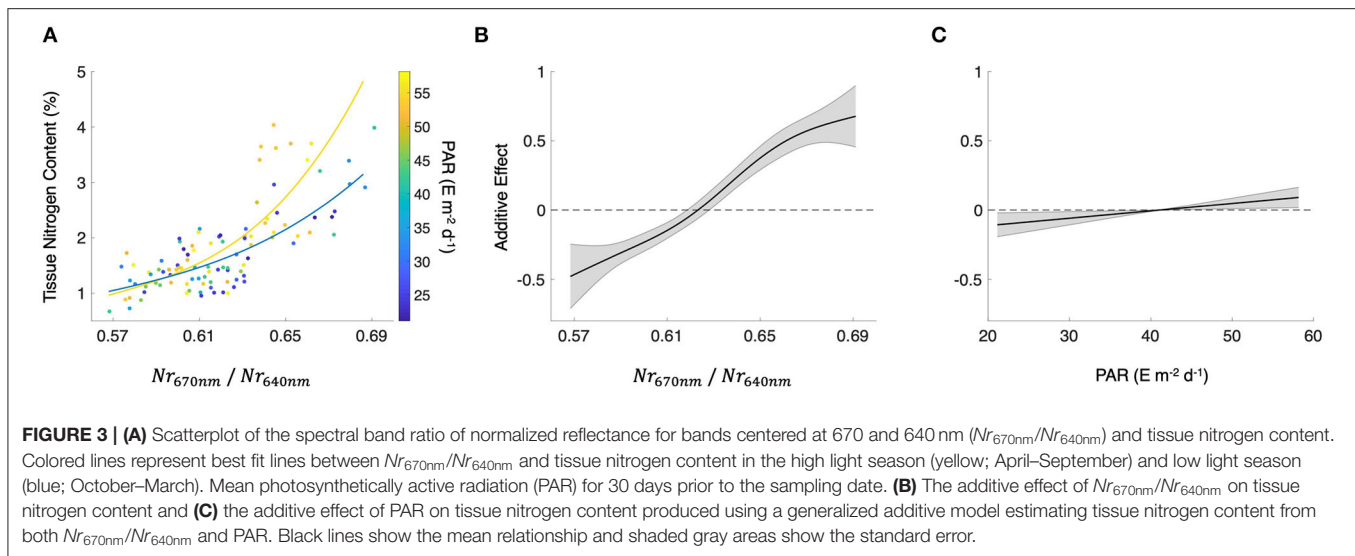 A
B
C
Tissue Nitrogen Content (%)
5
4
3
2
1
0.57
0.61
0.65
0.69
Nr670nm / Nr640nm
55
50
45
40
35
30
25
PAR (E m-2 d-1)
Additive Effect
1
0.5
0
-0.5
0.57
0.61
0.65
0.69
Nr670nm / Nr640nm
1
0.5
0
-0.5
20
30
40
50
60
PAR (E m-2 d-1)
FIGURE 3 | (A) Scatterplot of the spectral band ratio of normalized reflectance for bands centered at 670 and 640 nm (Nr670nm/Nr640nm) and tissue nitrogen content.
Colored lines represent best fit lines between Nr670nm/Nr640nm and tissue nitrogen content in the high light season (yellow; April–September) and low light season
(blue; October–March). Mean photosynthetically active radiation (PAR) for 30 days prior to the sampling date. (B) The additive effect of Nr670nm/Nr640nm on tissue
nitrogen content and (C) the additive effect of PAR on tissue nitrogen content produced using a generalized additive model estimating tissue nitrogen content from
both Nr670nm/Nr640nm and PAR. Black lines show the mean relationship and shaded gray areas show the standard error.